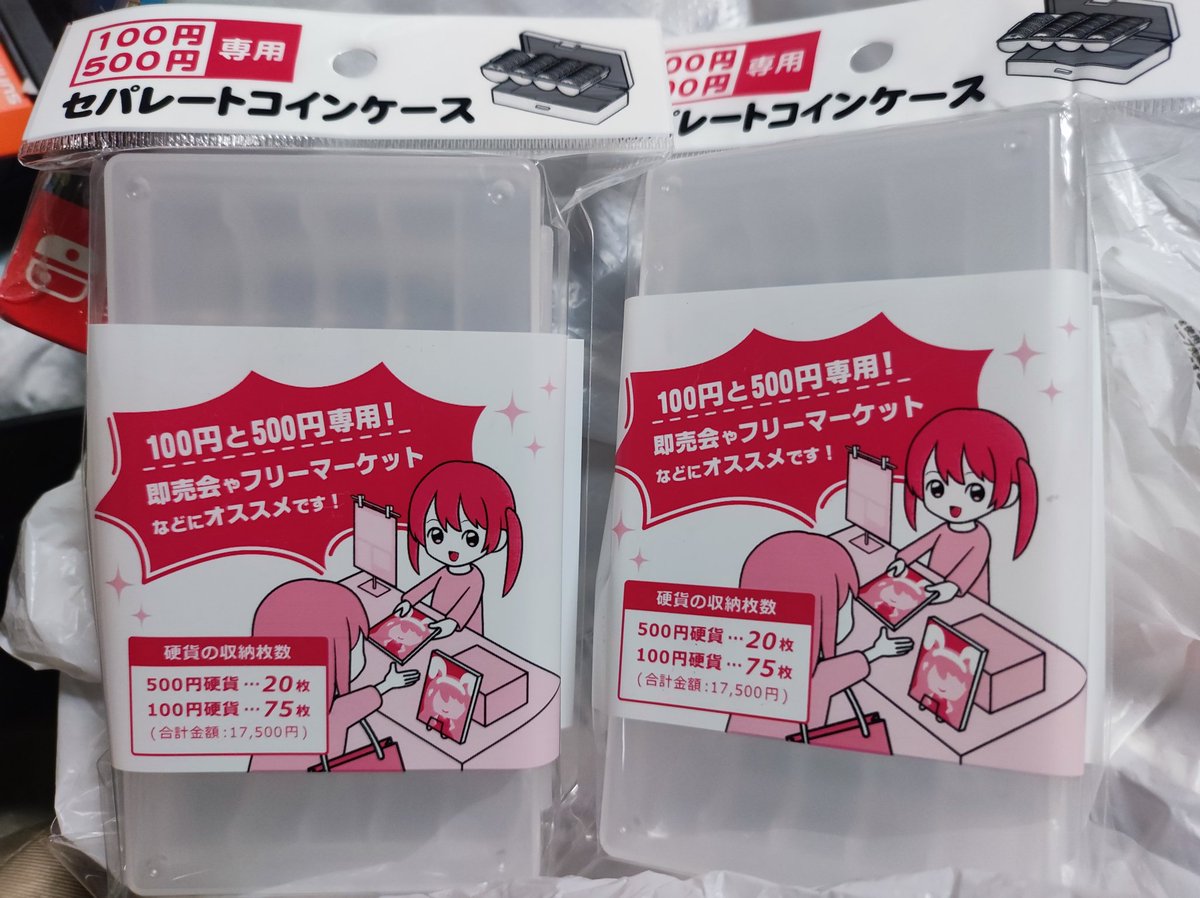 100円
500円
専用
セパレートコインケース
100円と500円専用！
即売会やフリーマーケット
などにオススメです！
硬貨の収納枚数
500円硬貨…20枚
100円硬貨…75枚
(合計金額:17,500円)
00円
00円
専用
パレートコインケース
100円と500円専用！
即売会やフリーマーケット
などにオススメです！
硬貨の収納枚数
500円硬貨…20枚
100円硬貨…75枚
(合計金額:17,500円)